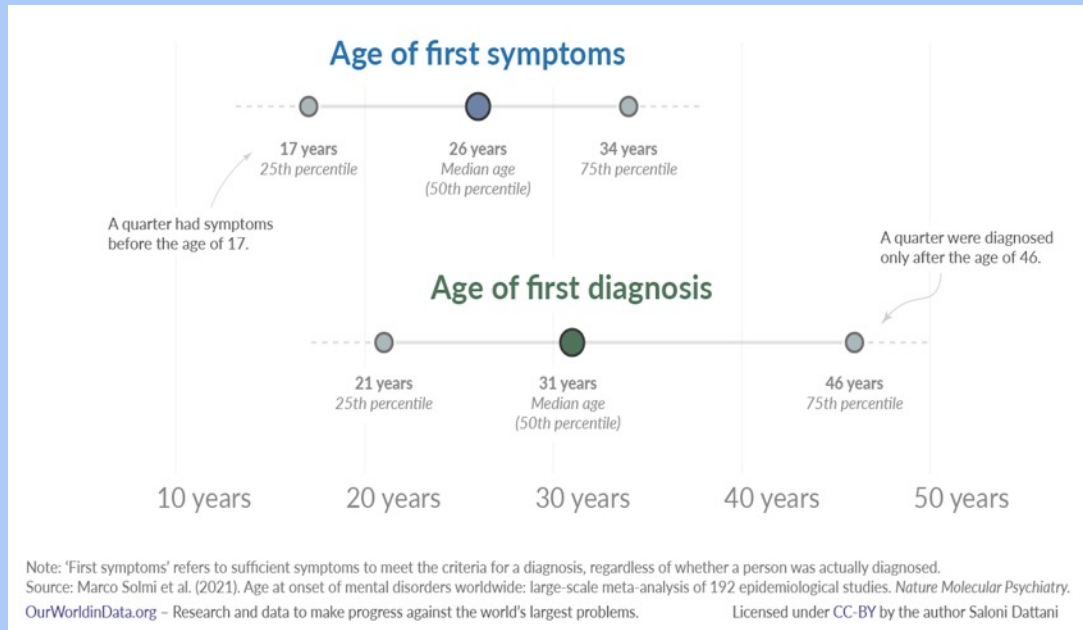 Age of first symptoms
17 years
25th percentile
26 years
Median age
(50th percentile)
34 years
75th percentile
A quarter had symptoms
before the age of 17.
A quarter were diagnosed
only after the age of 46.
Age of first diagnosis
21 years
25th percentile
31 years
Median age
(50th percentile)
46 years
75th percentile
10 years
20 years
30 years
40 years
50 years
Note: ‘First symptoms’ refers to sufficient symptoms to meet the criteria for a diagnosis, regardless of whether a person was actually diagnosed.
Source: Marco Solmi et al. (2021). Age at onset of mental disorders worldwide: large-scale meta-analysis of 192 epidemiological studies. Nature Molecular Psychiatry.
OurWorldinData.org – Research and data to make progress against the world’s largest problems.
Licensed under CC-BY by the author Saloni Dattani